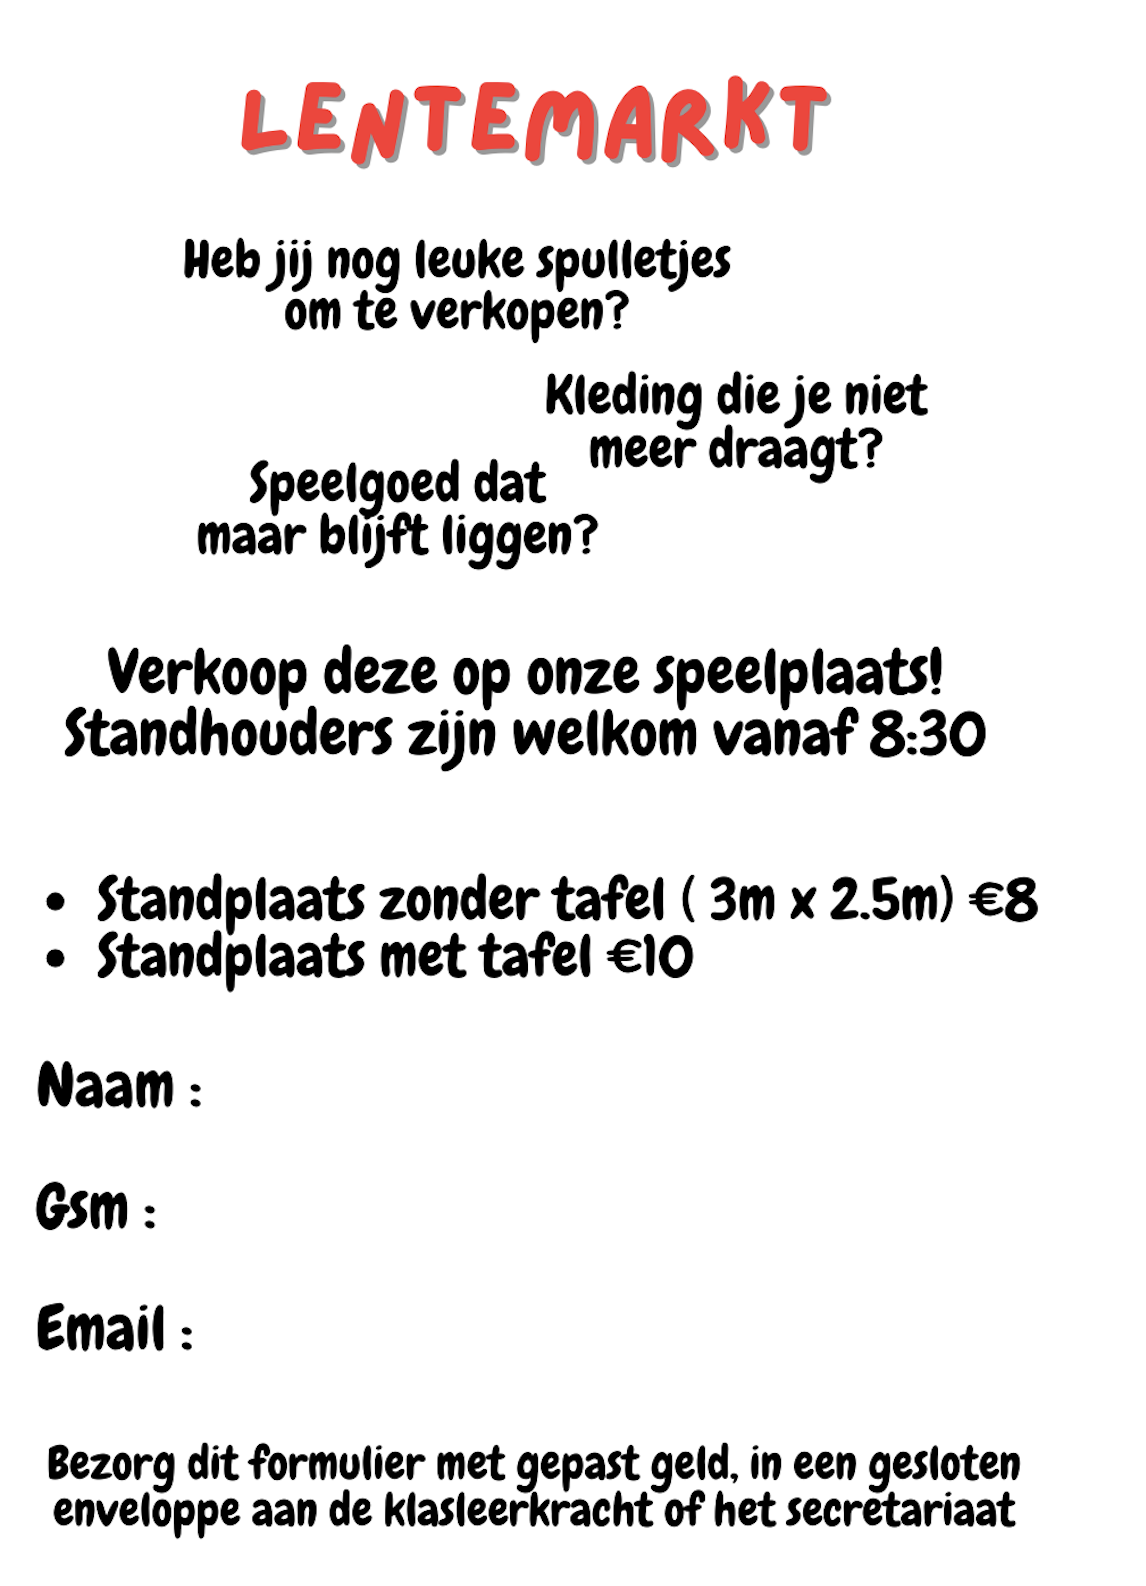 LENTEMARKT
Heb jij nog leuke spulletjes
om te verkopen?
Kleding die je niet
meer draagt?
Speelgoed dat
maar blijft liggen?
Verkoop deze op onze speelplaats!
Standhouders zijn welkom vanaf 8:30
• Standplaats zonder tafel ( 3m x 2.5m) €8
• Standplaats met tafel €10
Naam :
Gsm :
Email :
Bezorg dit formulier met gepast geld, in een gesloten
enveloppe aan de klasleerkracht of het secretariaat